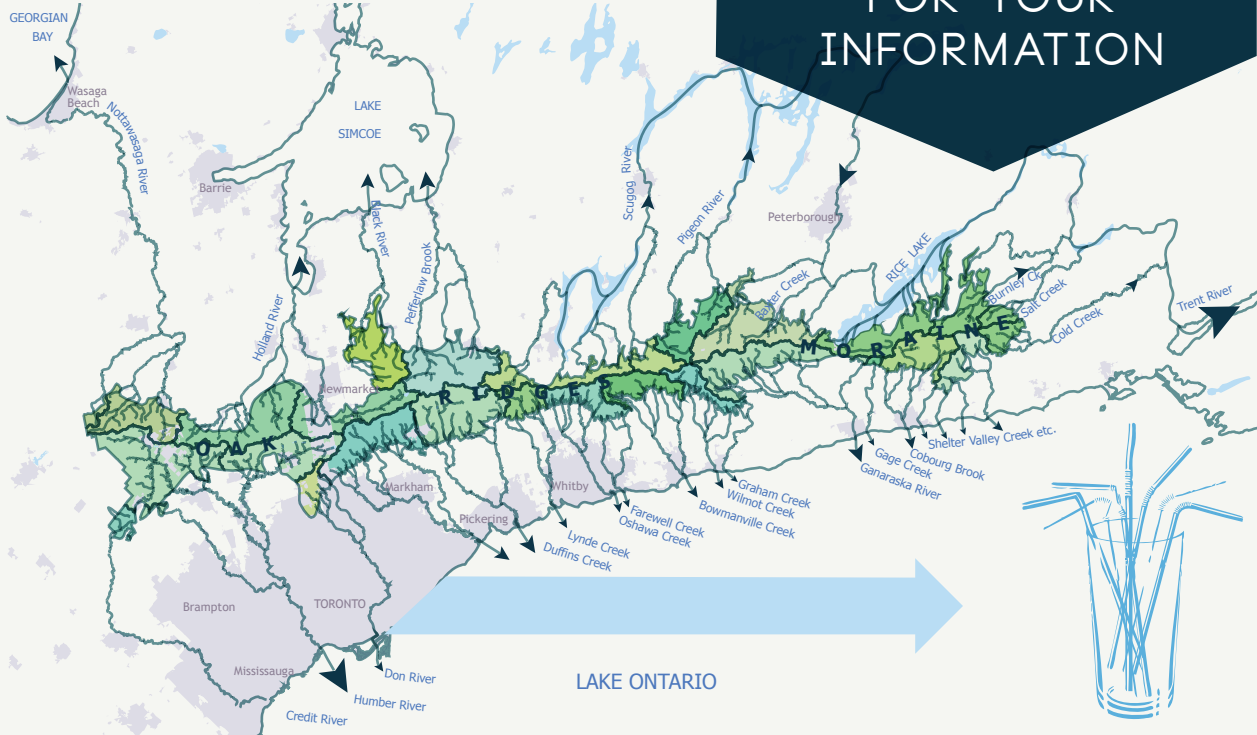 FOR YOUR
INFORMATION
GEORGIAN
BAY
Wasaga
Beach
Nottawasaga River
LAKE
SIMCOE
Barrie
Black River
Pefferlaw Brook
Holland River
Newmarket
Scugog River
Pigeon River
Peterborough
Baxter Creek
RICE LAKE
Burnley Ck.
Salt Creek
Cold Creek
Trent River
OAK RIDGES MORAINE
Shelter Valley Creek etc.
Cobourg Brook
Gage Creek
Ganaraska River
Graham Creek
Wilmot Creek
Bowmanville Creek
Farewell Creek
Oshawa Creek
Whitby
Markham
Pickering
Lynde Creek
Duffins Creek
Brampton
TORONTO
Mississauga
Don River
Humber River
Credit River
LAKE ONTARIO